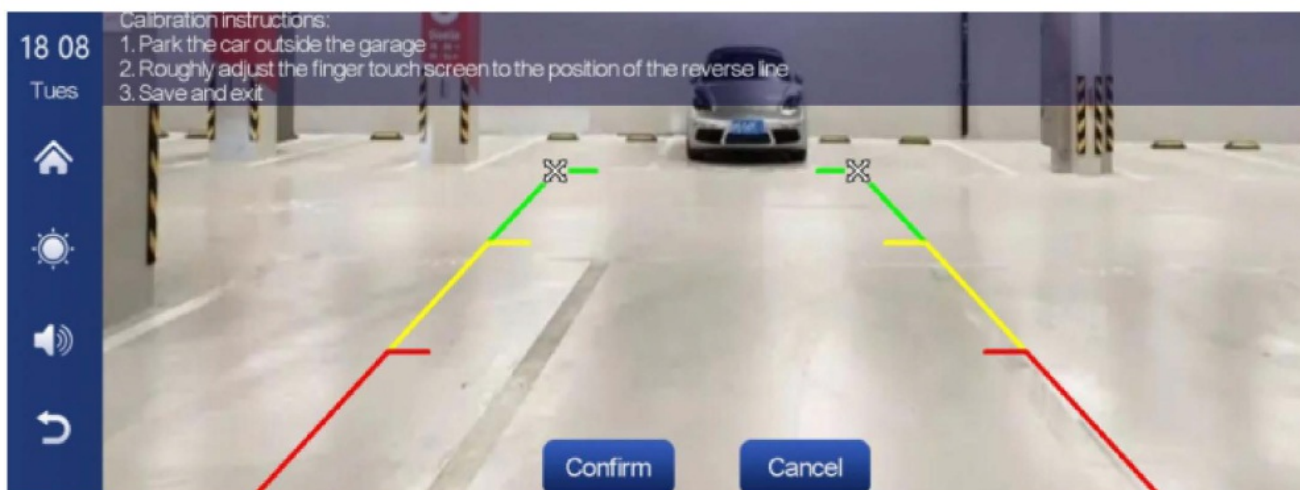 18 08
Tues
Calibration instructions:
1. Park the car outside the garage
2. Roughly adjust the finger touch screen to the position of the reverse line
3. Save and exit
Confirm
Cancel